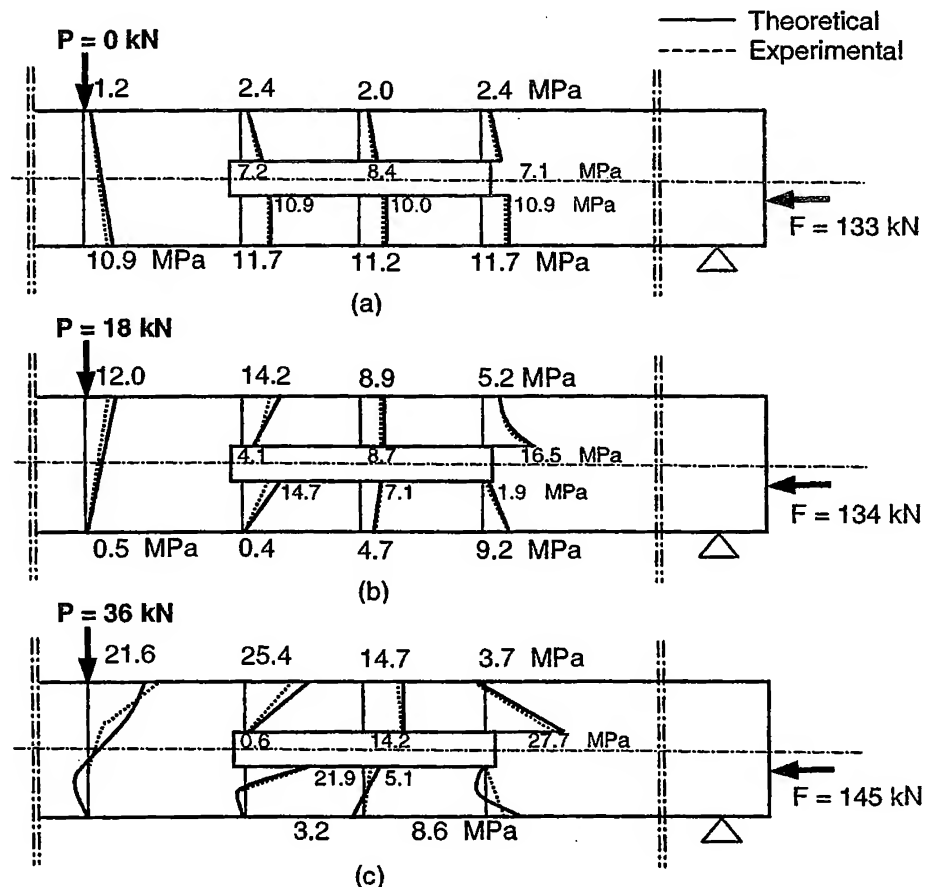 Theoretical
Experimental
P = 0 kN
1.2 2.4 2.0 2.4 MPa
7.2 8.4 7.1 MPa
10.9 10.0 10.9 MPa
F = 133 kN
10.9 MPa 11.7 11.2 11.7 MPa
(a)
P = 18 kN
12.0 14.2 8.9 5.2 MPa
4.1 8.7 16.5 MPa
14.7 7.1 1.9 MPa
F = 134 kN
0.5 MPa 0.4 4.7 9.2 MPa
(b)
P = 36 kN
21.6 25.4 14.7 3.7 MPa
0.6 14.2 27.7 MPa
21.9 5.1
F = 145 kN
3.2 8.6 MPa
(c)